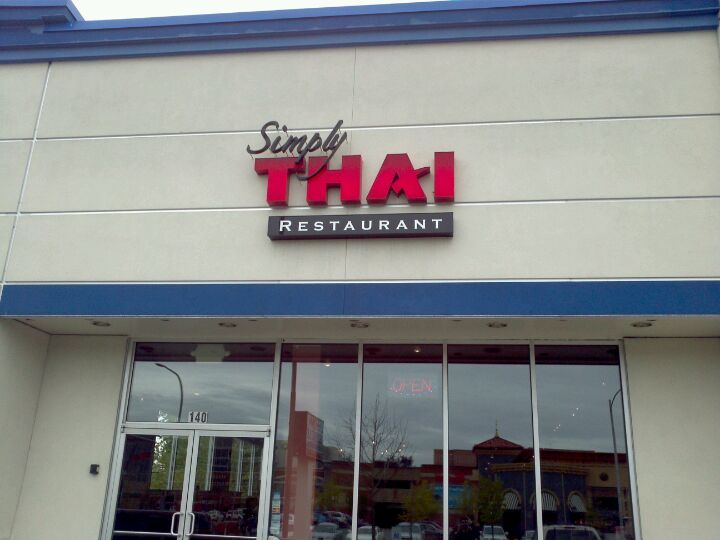 Simply
THAI
RESTAURANT
OPEN
140